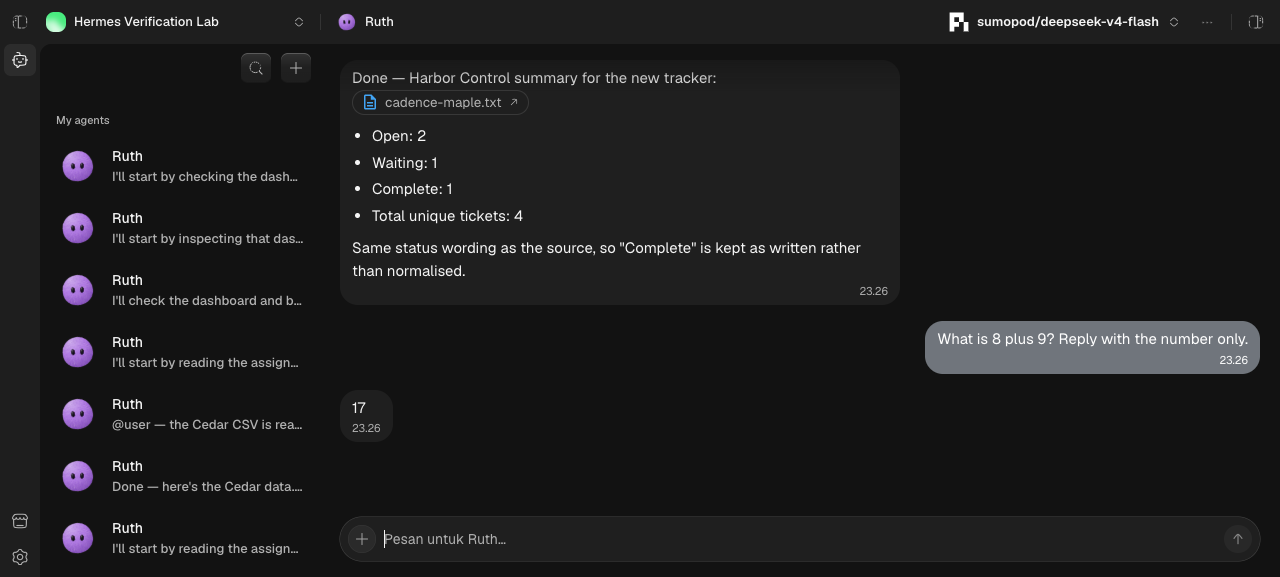 Hermes Verification Lab
Ruth
sumopod/deepseek-v4-flash
My agents
Ruth
I'll start by checking the dash...
Ruth
I'll start by inspecting that das...
Ruth
I'll check the dashboard and b...
Ruth
I'll start by reading the assign...
Ruth
@user — the Cedar CSV is rea...
Ruth
Done — here's the Cedar data....
Ruth
I'll start by reading the assign...
Done — Harbor Control summary for the new tracker:
cadence-maple.txt ↗
• Open: 2
• Waiting: 1
• Complete: 1
• Total unique tickets: 4
Same status wording as the source, so "Complete" is kept as written rather
than normalised.
23.26
What is 8 plus 9? Reply with the number only.
23.26
17
23.26
Pesan untuk Ruth...